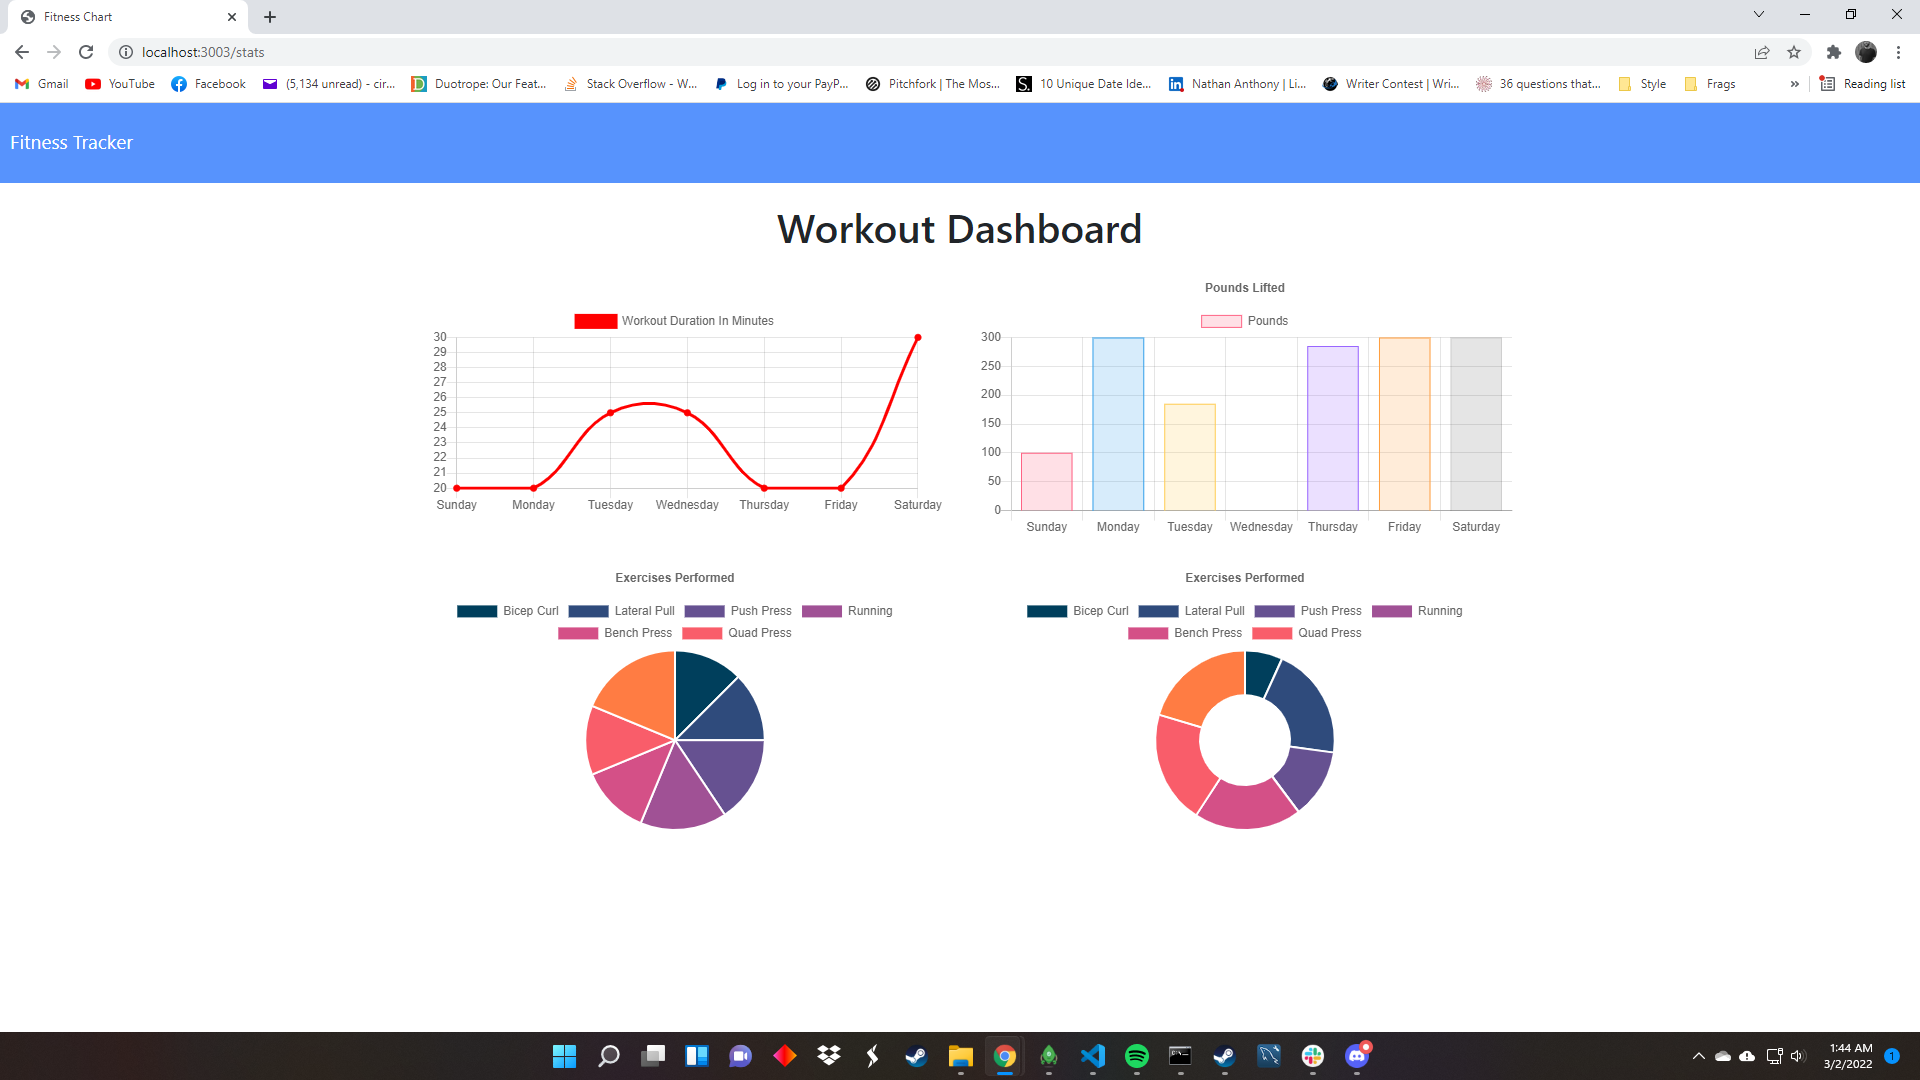 Fitness Chart
localhost:3003/stats
Gmail YouTube Facebook (5,134 unread) - cir... Duotrope: Our Feat... Stack Overflow - W... Log in to your PayP... Pitchfork | The Mos... 10 Unique Date Ide... Nathan Anthony | Li... Writer Contest | Wri... 36 questions that... Style Frags » Reading list
Fitness Tracker
Workout Dashboard
Workout Duration In Minutes
30
29
28
27
26
25
24
23
22
21
20
Sunday Monday Tuesday Wednesday Thursday Friday Saturday
Pounds Lifted
Pounds
300
250
200
150
100
50
0
Sunday Monday Tuesday Wednesday Thursday Friday Saturday
Exercises Performed
Bicep Curl Lateral Pull Push Press Running
Bench Press Quad Press
Exercises Performed
Bicep Curl Lateral Pull Push Press Running
Bench Press Quad Press
1:44 AM
3/2/2022
1